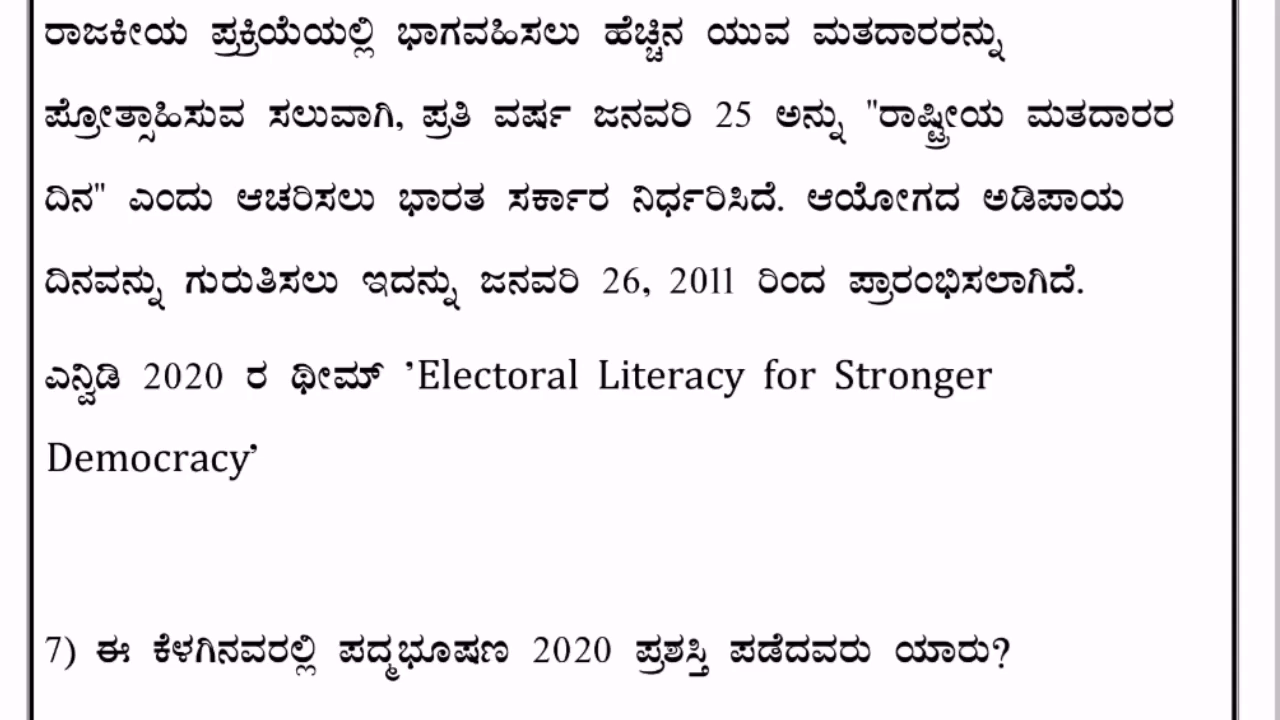 ರಾಜಕೀಯ ಪ್ರಕ್ರಿಯೆಯಲ್ಲಿ ಭಾಗವಹಿಸಲು ಹೆಚ್ಚಿನ ಯುವ ಮತದಾರರನ್ನು
ಪ್ರೋತ್ಸಾಹಿಸುವ ಸಲುವಾಗಿ, ಪ್ರತಿ ವರ್ಷ ಜನವರಿ 25 ಅನ್ನು "ರಾಷ್ಟ್ರೀಯ ಮತದಾರರ
ದಿನ" ಎಂದು ಆಚರಿಸಲು ಭಾರತ ಸರ್ಕಾರ ನಿರ್ಧರಿಸಿದೆ. ಆಯೋಗದ ಅಡಿಪಾಯ
ದಿನವನ್ನು ಗುರುತಿಸಲು ಇದನ್ನು ಜನವರಿ 26, 2011 ರಿಂದ ಪ್ರಾರಂಭಿಸಲಾಗಿದೆ.
ಎನ್ವಿಡಿ 2020 ರ ಥೀಮ್ ’Electoral Literacy for Stronger
Democracy’
7) ಈ ಕೆಳಗಿನವರಲ್ಲಿ ಪದ್ಮಭೂಷಣ 2020 ಪ್ರಶಸ್ತಿ ಪಡೆದವರು ಯಾರು?